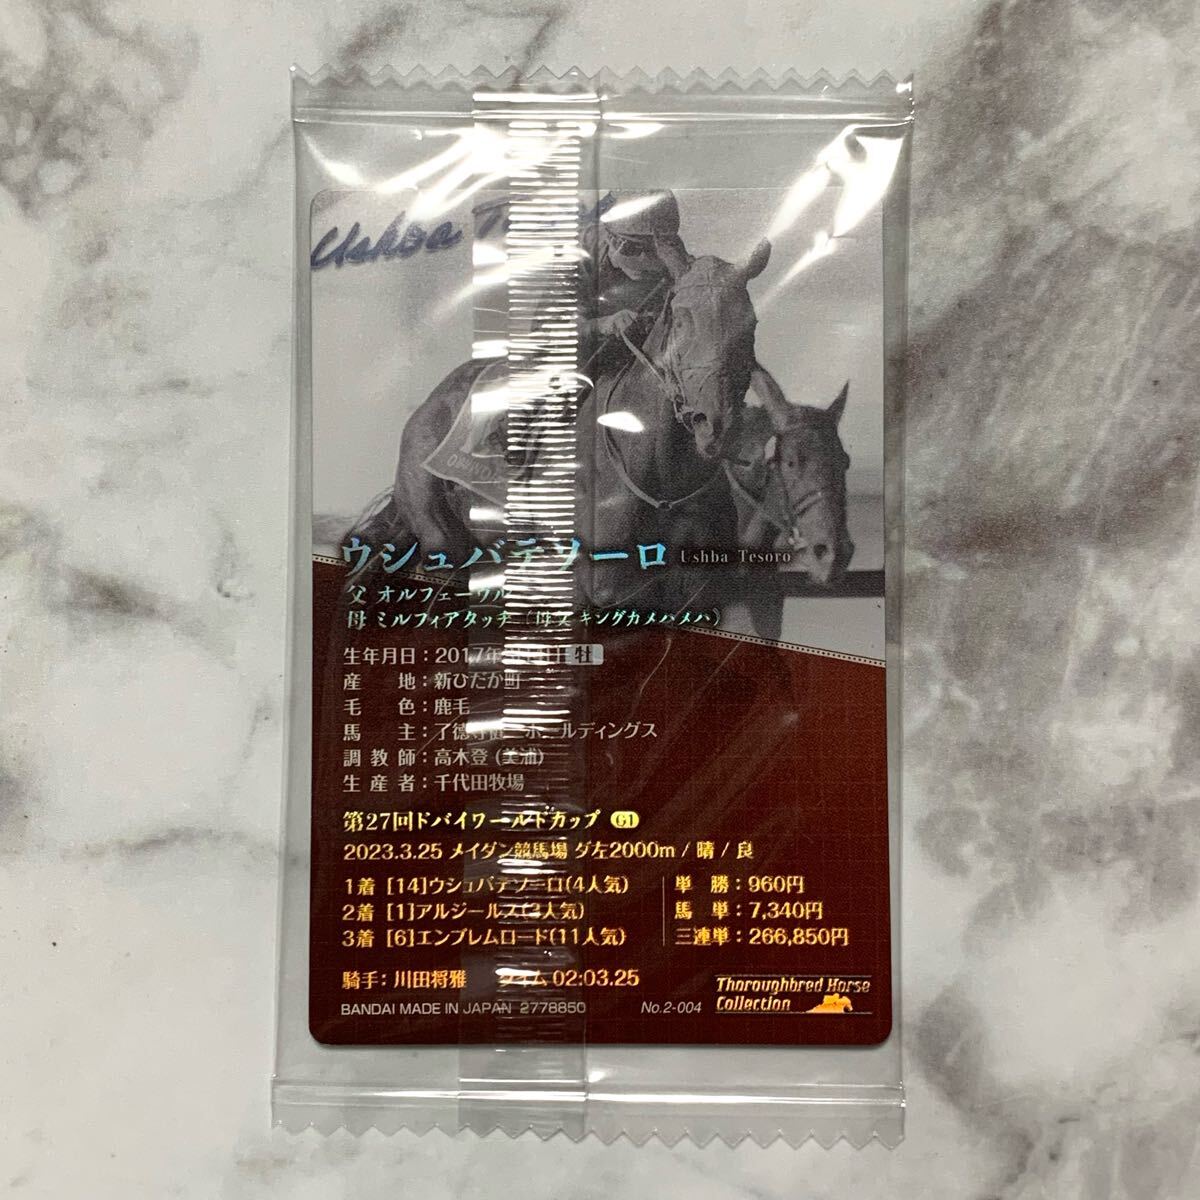 Ushba
ウシュバテソーロ Ushba Tesoro
父 オルフェーヴル
母 ミルフィアタッチ(母父 キングカメハメハ)
生年月日:2017年 牡
産地:新ひだか町
毛色:鹿毛
馬主:了德寺健二ホールディングス
調教師:高木登(美浦)
生産者:千代田牧場
第27回ドバイワールドカップ G1
2023.3.25 メイダン競馬場 ダ左2000m / 晴 / 良
1着 [14]ウシュバテソーロ(4人気) 単勝:960円
2着 [1]アルジールス(3人気) 馬単:7,340円
3着 [6]エンブレムロード(11人気) 三連単:266,850円
騎手:川田将雅 タイム 02:03.25
BANDAI MADE IN JAPAN 2778850 No.2-004
Thoroughbred Horse
Collection